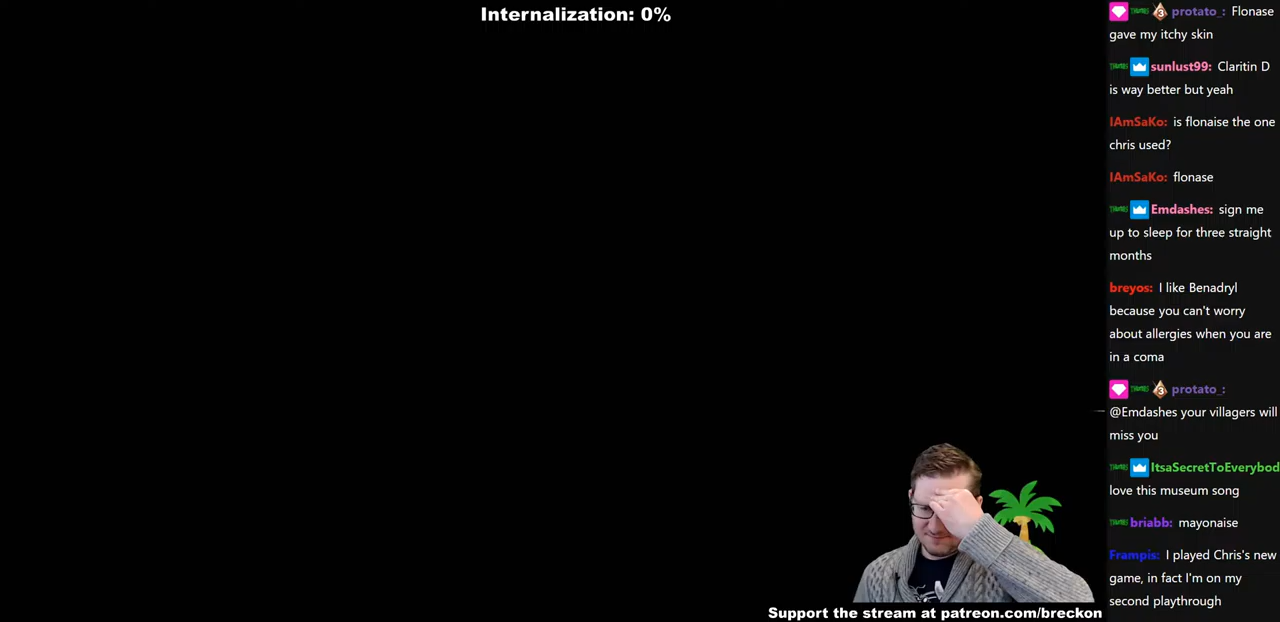 Internalization: 0%
protato_: Flonase
gave my itchy skin
sunlust99: Claritin D
is way better but yeah
IAmSaKo: is flonaise the one
chris used?
IAmSaKo: flonase
Emdashes: sign me
up to sleep for three straight
months
breyos: I like Benadryl
because you can't worry
about allergies when you are
in a coma
protato_:
@Emdashes your villagers will
miss you
ItsaSecretToEverybod
love this museum song
briabb: mayonaise
Frampis: I played Chris's new
game, in fact I'm on my
second playthrough
Support the stream at patreon.com/breckon